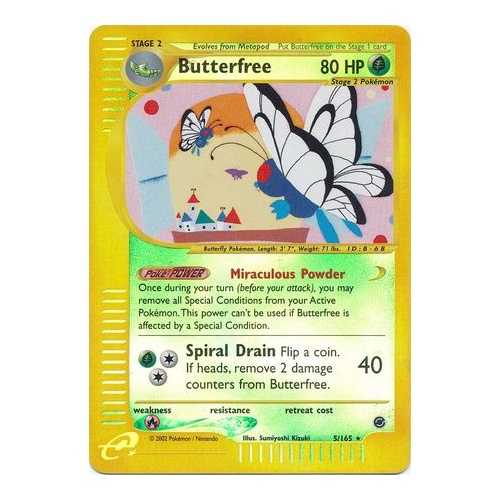 STAGE 2
Evolves from Metapod Put Butterfree on the Stage 1 card
Butterfree 80 HP
Stage 2 Pokémon
Butterfly Pokémon. Length: 3' 7", Weight: 71 lbs. ID:B-68
Poké-POWER Miraculous Powder
Once during your turn (before your attack), you may
remove all Special Conditions from your Active
Pokémon. This power can't be used if Butterfree is
affected by a Special Condition.
Spiral Drain Flip a coin.
If heads, remove 2 damage
counters from Butterfree.
40
weakness resistance retreat cost
© 2002 Pokémon / Nintendo Illus. Sumiyoshi Kizuki 5/165 ★
e